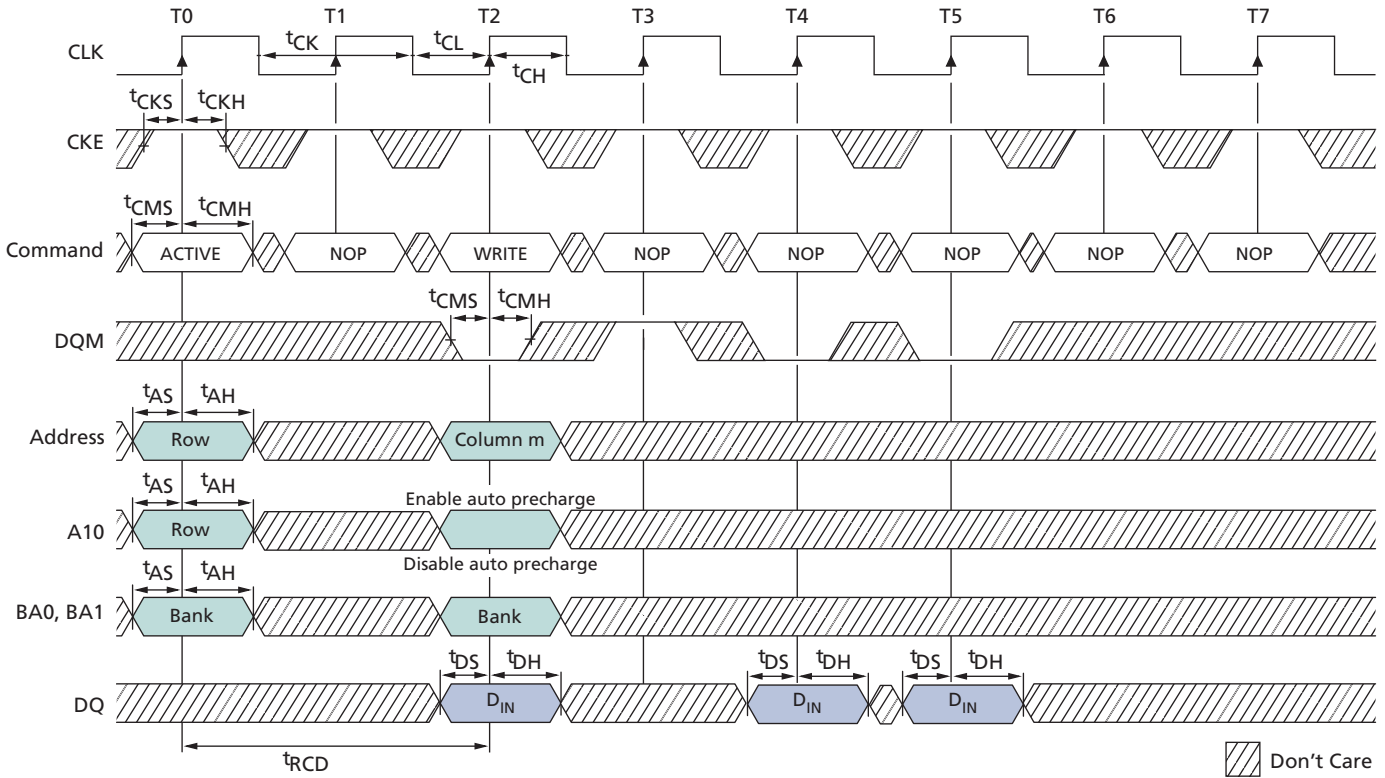 T0 T1 T2 T3 T4 T5 T6 T7
CLK
tCK tCL
tCH
tCKS tCKH
CKE
tCMS tCMH
Command
ACTIVE NOP WRITE NOP NOP NOP NOP NOP
tCMS tCMH
DQM
tAS tAH
Address
Row Column m
tAS tAH
Enable auto precharge
A10
Row
Disable auto precharge
tAS tAH
BA0, BA1
Bank Bank
tDS tDH tDS tDH tDS tDH
DQ
DIN DIN DIN
tRCD
Don't Care